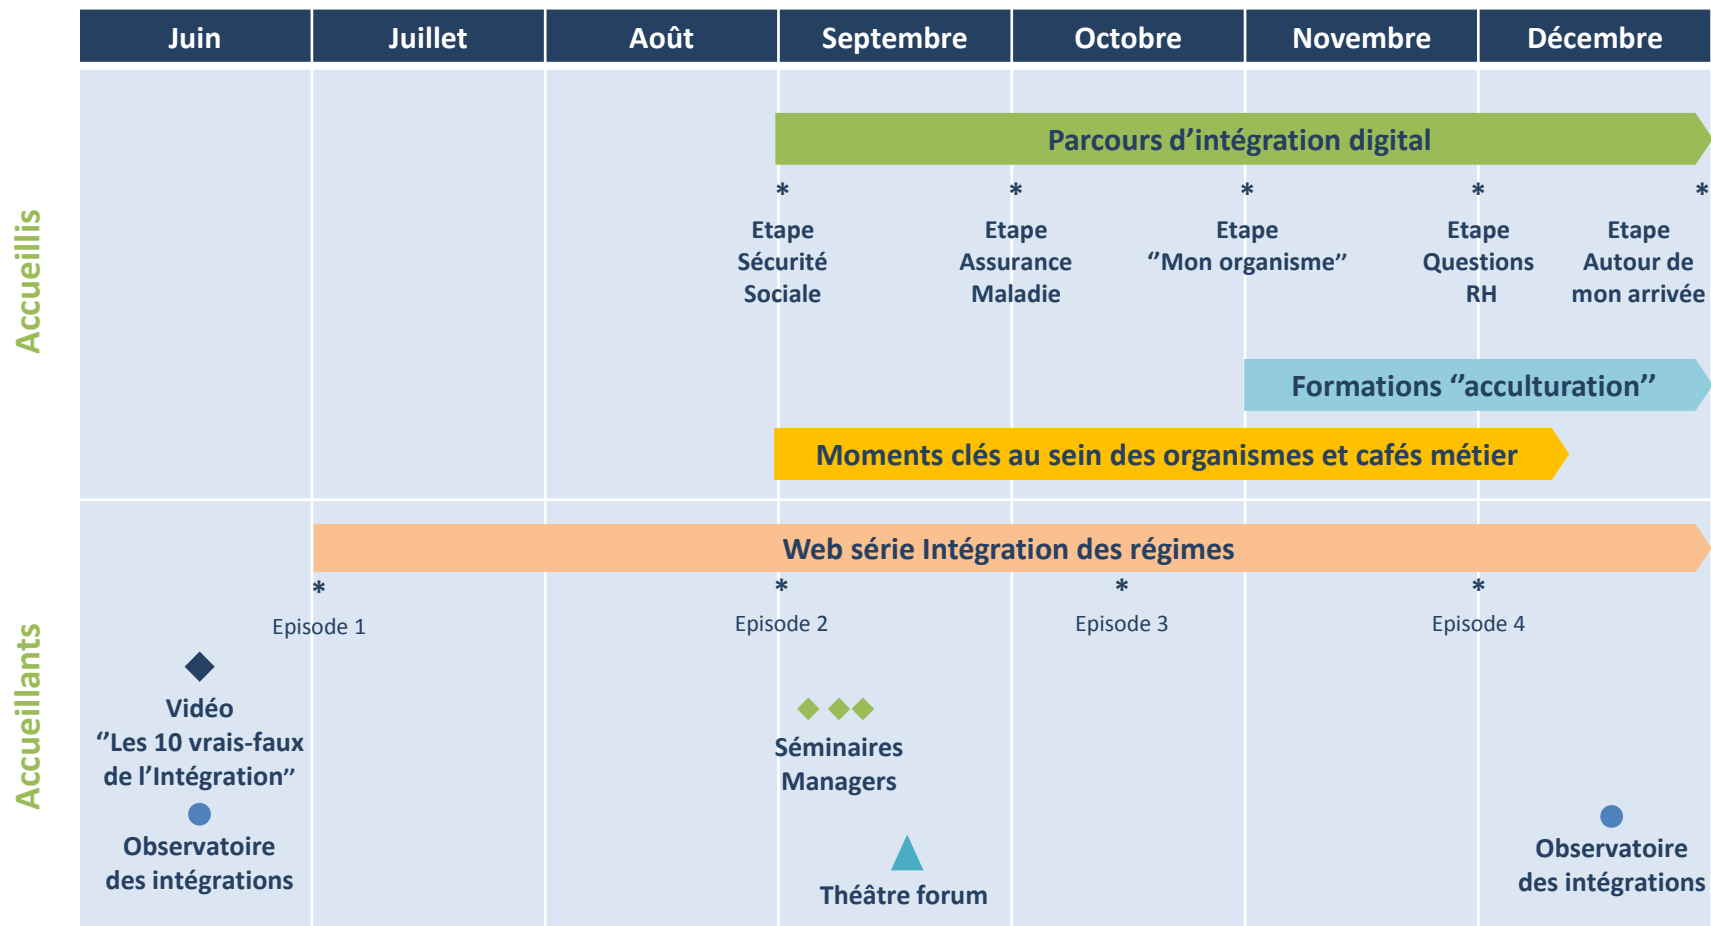 Juin
Juillet
Août
Septembre
Octobre
Novembre
Décembre
Accueillis
Parcours d’intégration digital
* * * * *
Etape
Sécurité
Sociale
Etape
Assurance
Maladie
Etape
‘’Mon organisme’’
Etape
Questions
RH
Etape
Autour de
mon arrivée
Formations ‘’acculturation’’
Moments clés au sein des organismes et cafés métier
Accueillants
Web série Intégration des régimes
* * * *
Episode 1
Episode 2
Episode 3
Episode 4
Vidéo
‘’Les 10 vrais-faux
de l’Intégration’’
Séminaires
Managers
Observatoire
des intégrations
Théâtre forum
Observatoire
des intégrations